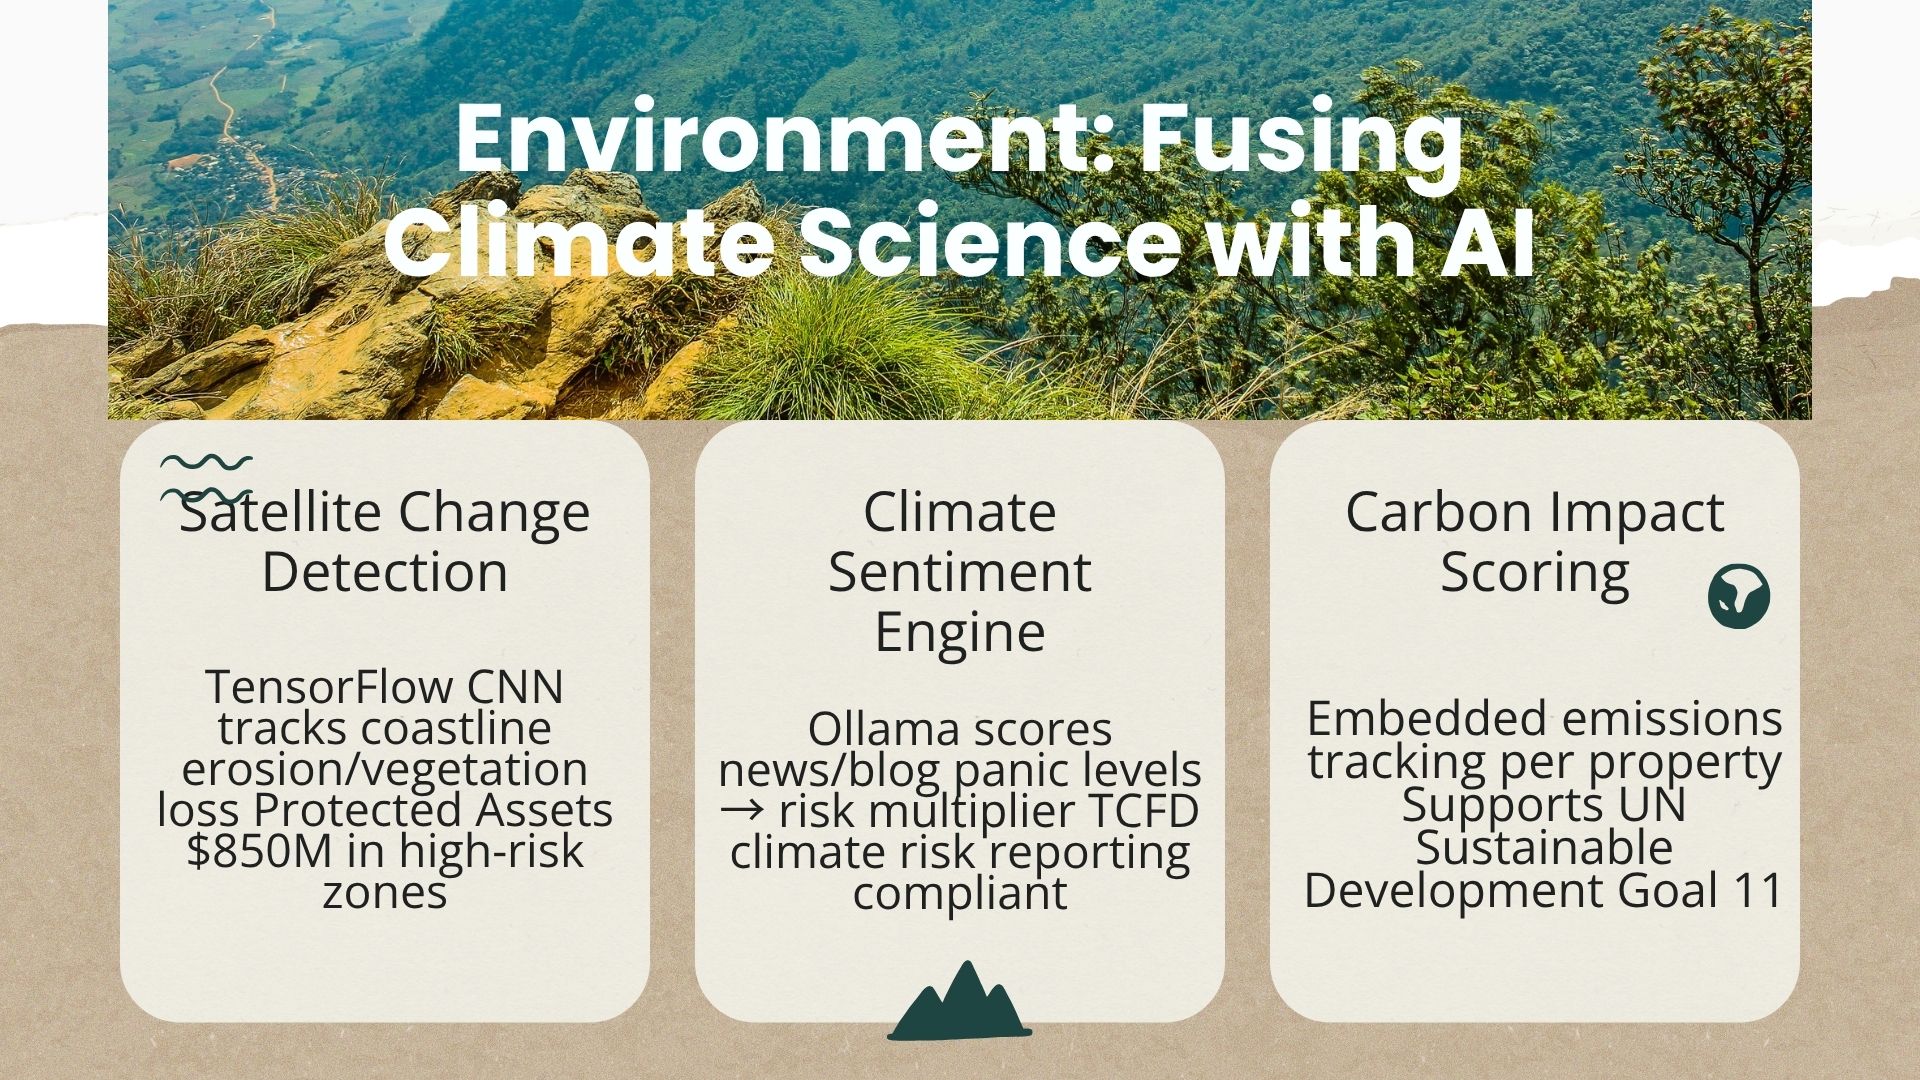 Environment: Fusing
Climate Science with AI
Satellite Change
Detection
TensorFlow CNN
tracks coastline
erosion/vegetation
loss Protected Assets
$850M in high-risk
zones
Climate
Sentiment
Engine
Ollama scores
news/blog panic levels
→ risk multiplier TCFD
climate risk reporting
compliant
Carbon Impact
Scoring
Embedded emissions
tracking per property
Supports UN
Sustainable
Development Goal 11